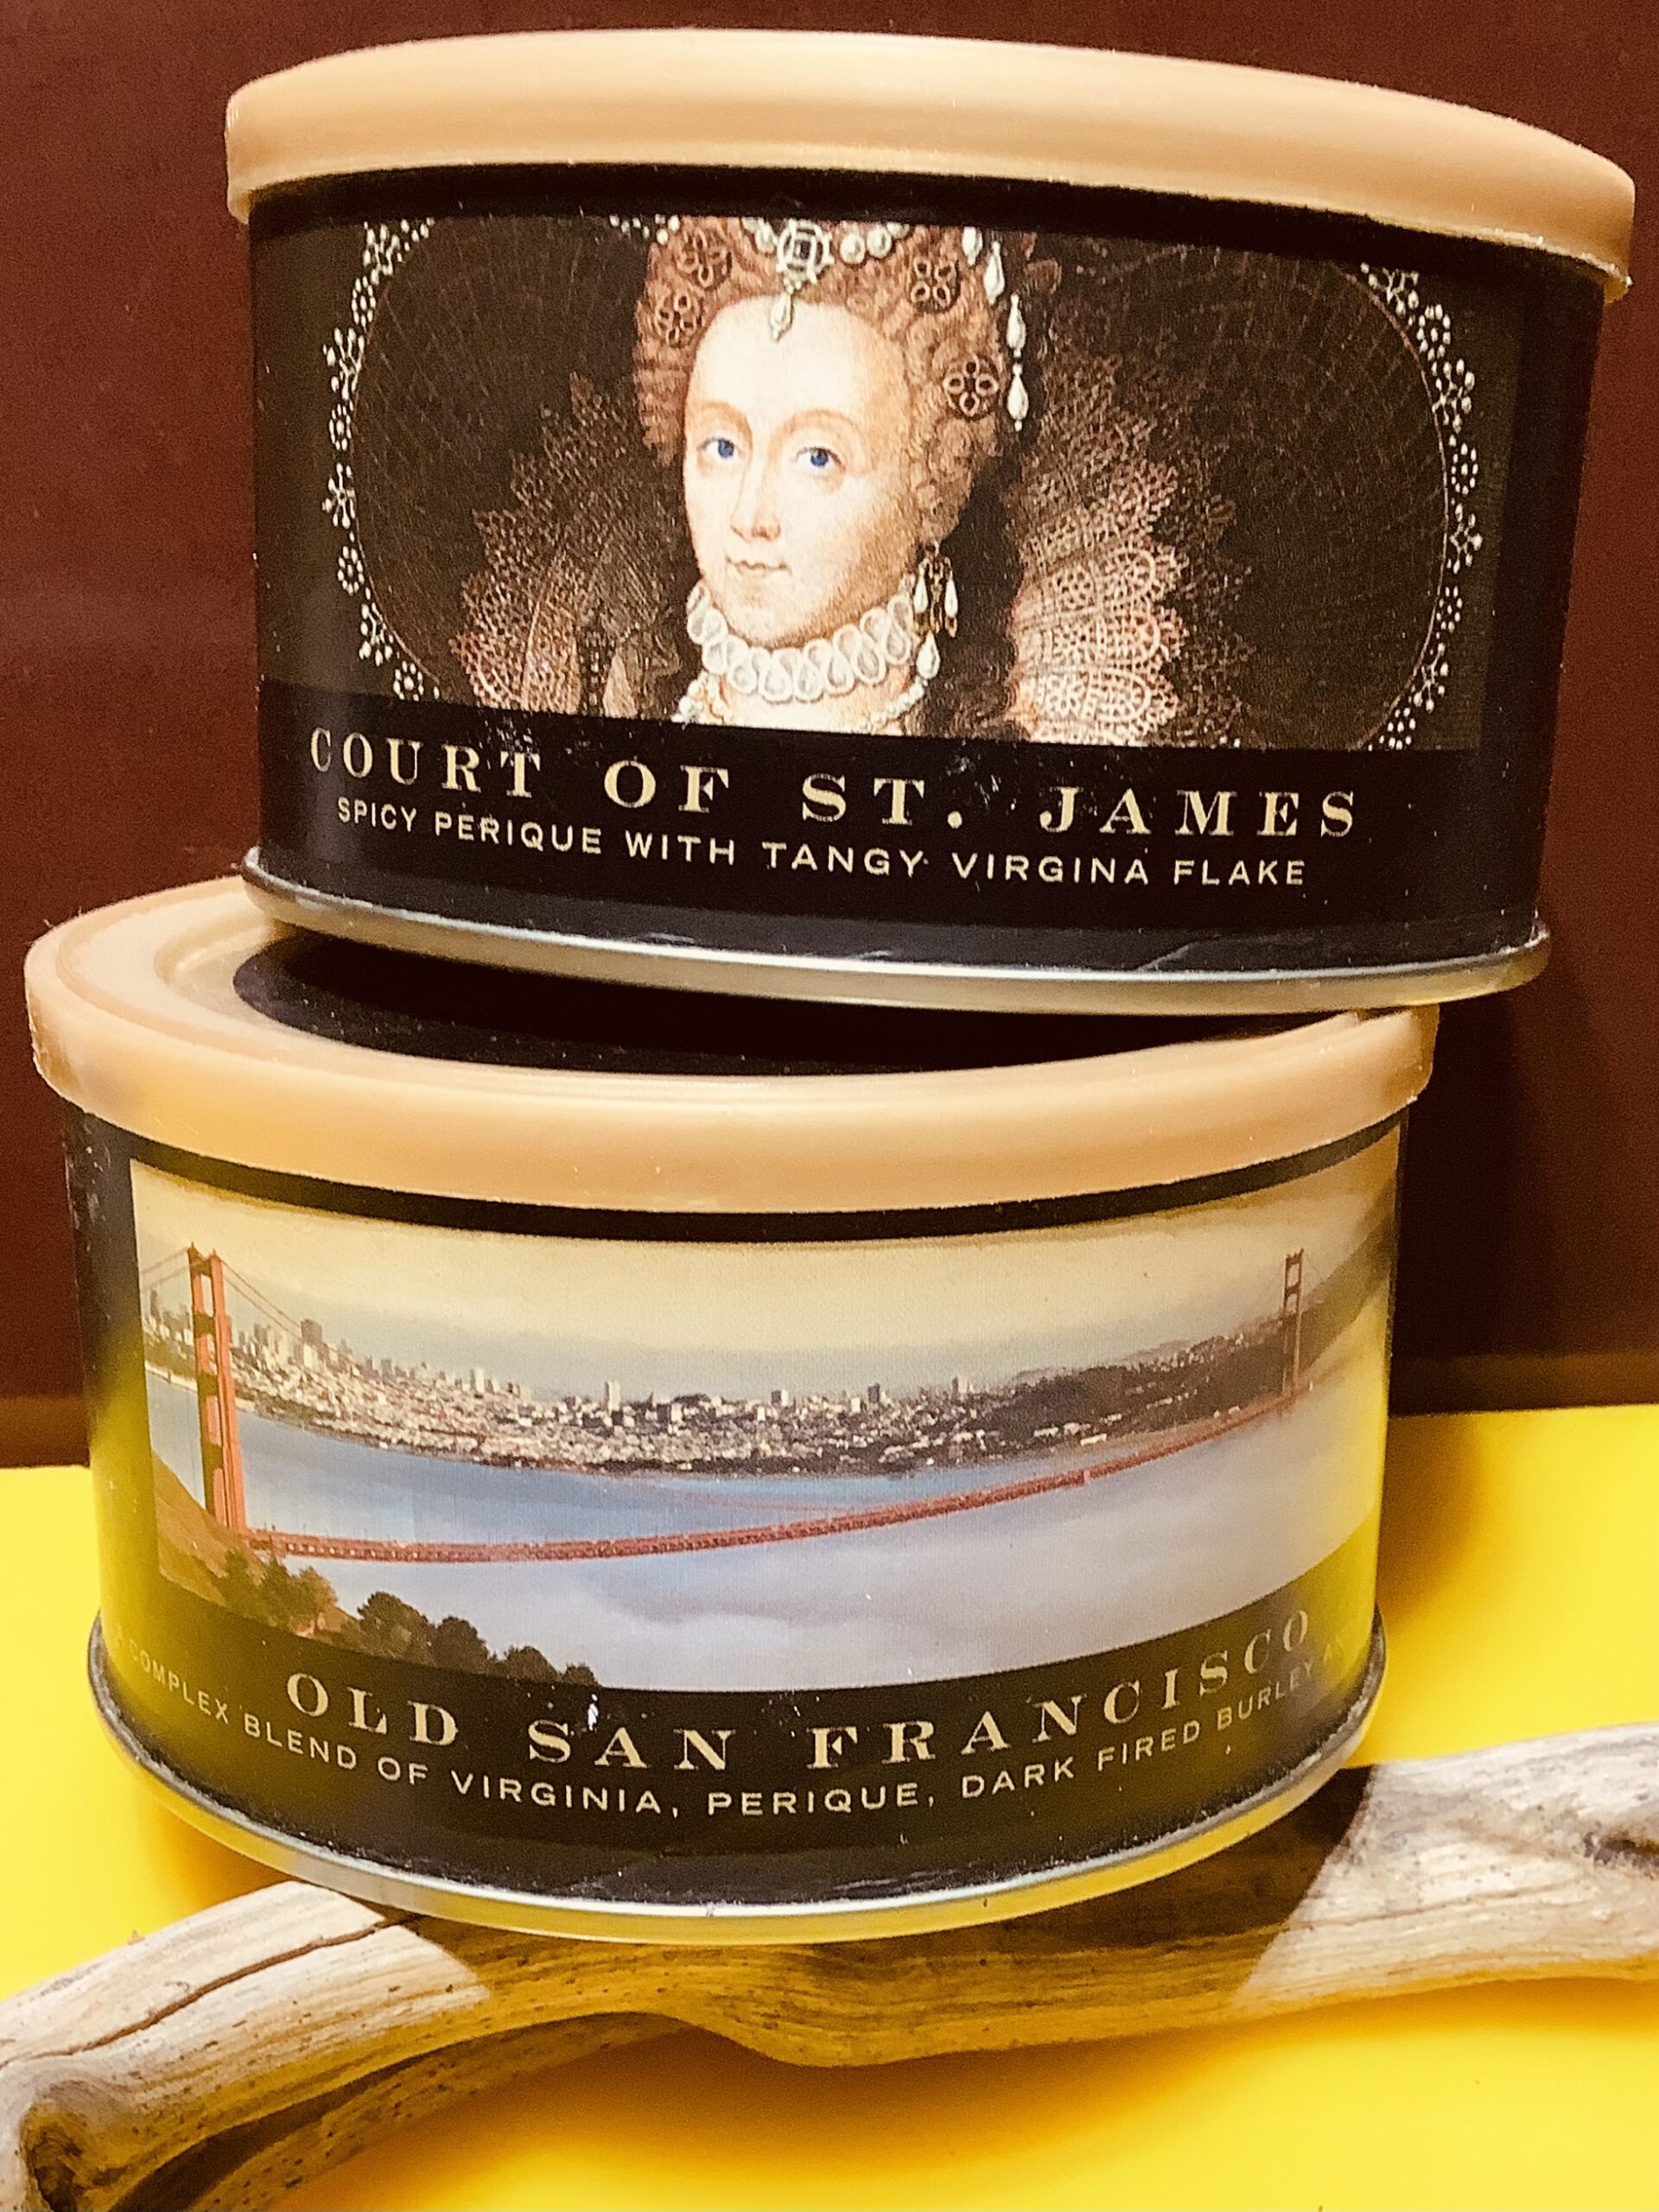 COURT OF ST. JAMES
SPICY PERIQUE WITH TANGY VIRGINA FLAKE
OLD SAN FRANCISCO
COMPLEX BLEND OF VIRGINIA, PERIQUE, DARK FIRED BURLEY